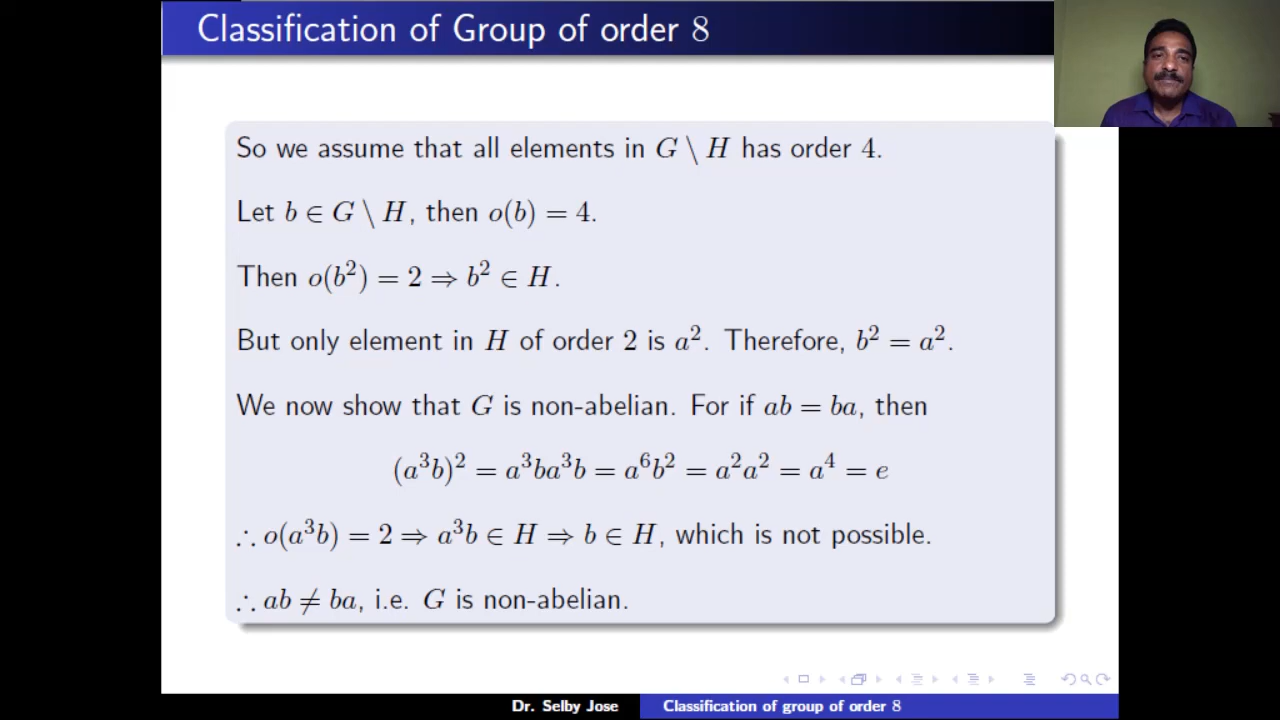 Classification of Group of order 8
So we assume that all elements in G \ H has order 4.
Let b ∈ G \ H, then o(b) = 4.
Then o(b²) = 2 ⇒ b² ∈ H.
But only element in H of order 2 is a². Therefore, b² = a².
We now show that G is non-abelian. For if ab = ba, then
(a³b)² = a³ba³b = a⁶b² = a²a² = a⁴ = e
∴ o(a³b) = 2 ⇒ a³b ∈ H ⇒ b ∈ H, which is not possible.
∴ ab ≠ ba, i.e. G is non-abelian.
Dr. Selby Jose Classification of group of order 8